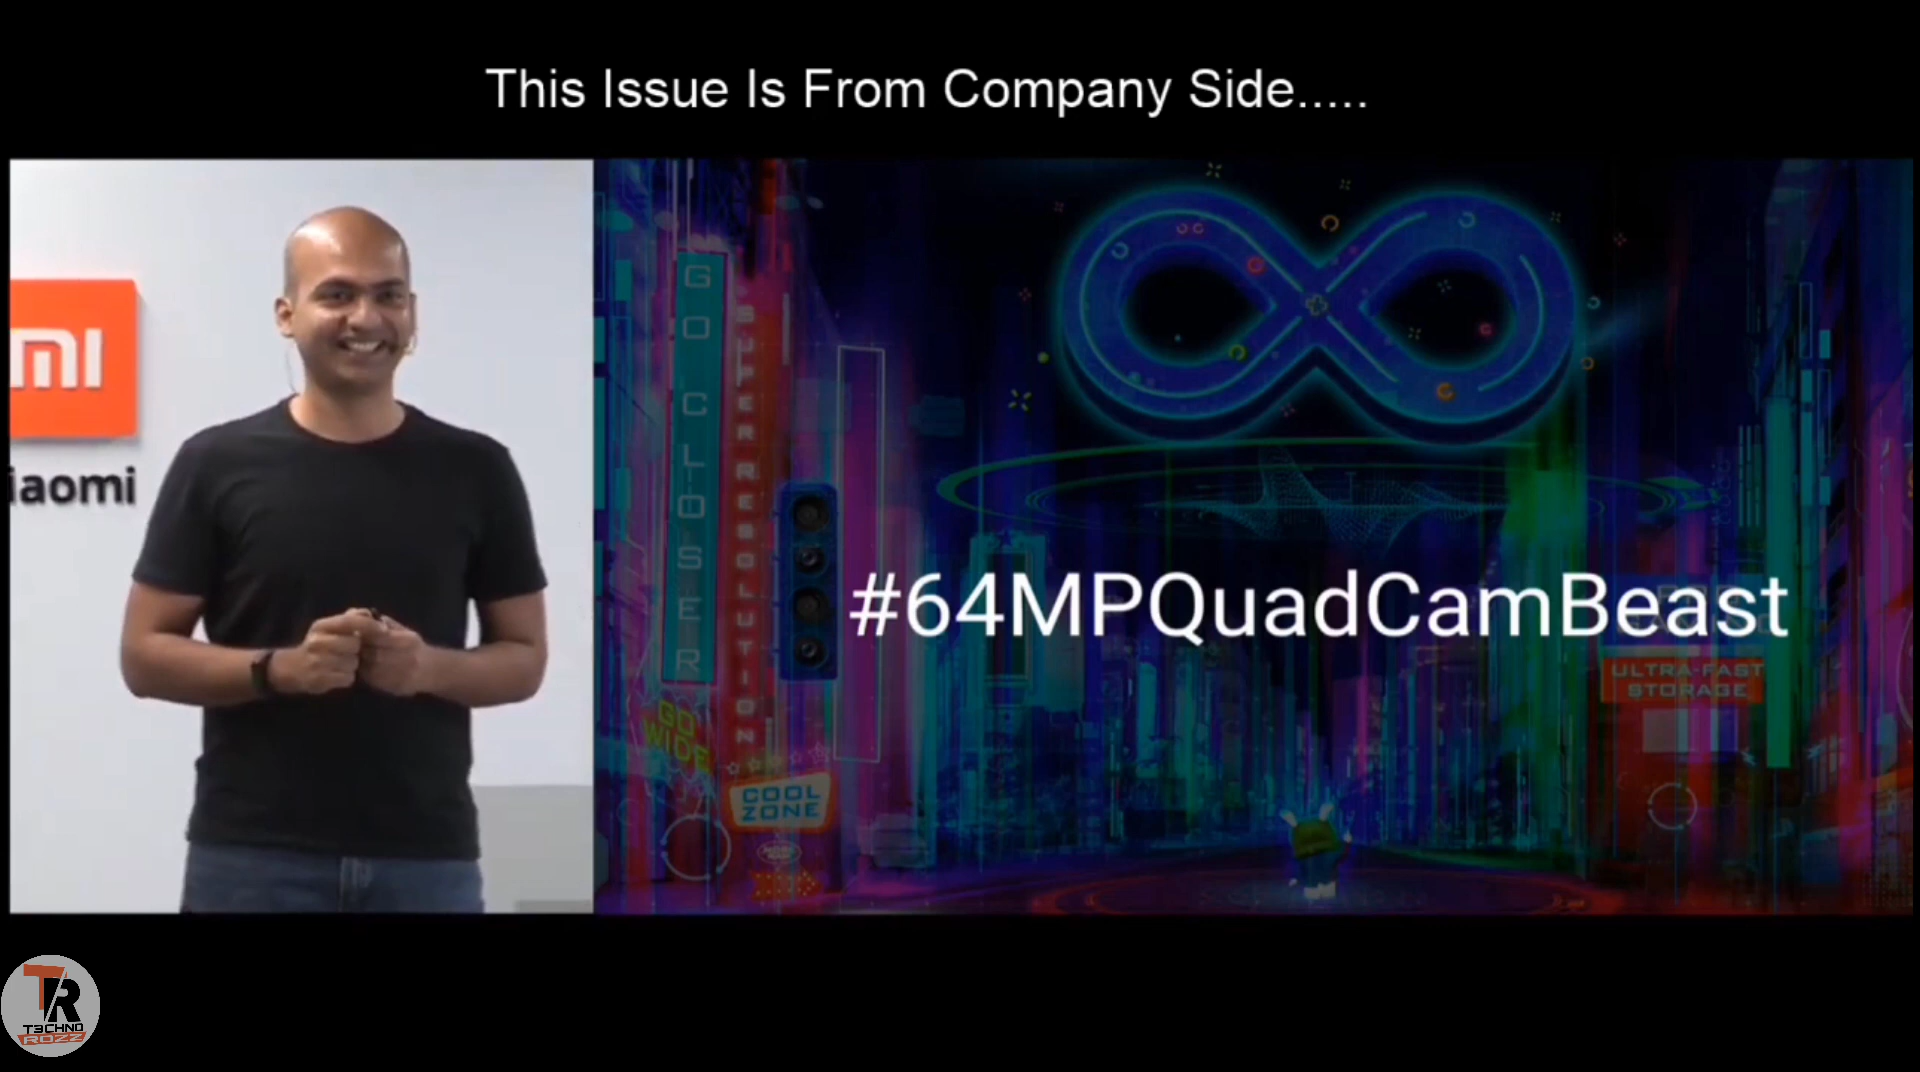 This Issue Is From Company Side.....
mi
iaomi
GO CLOSER
SUPER RESOLUTION
#64MPQuadCamBeast
ULTRA-FAST
STORAGE
GO
WIDE
COOL
ZONE
TR
T3CHNO
ROZZ